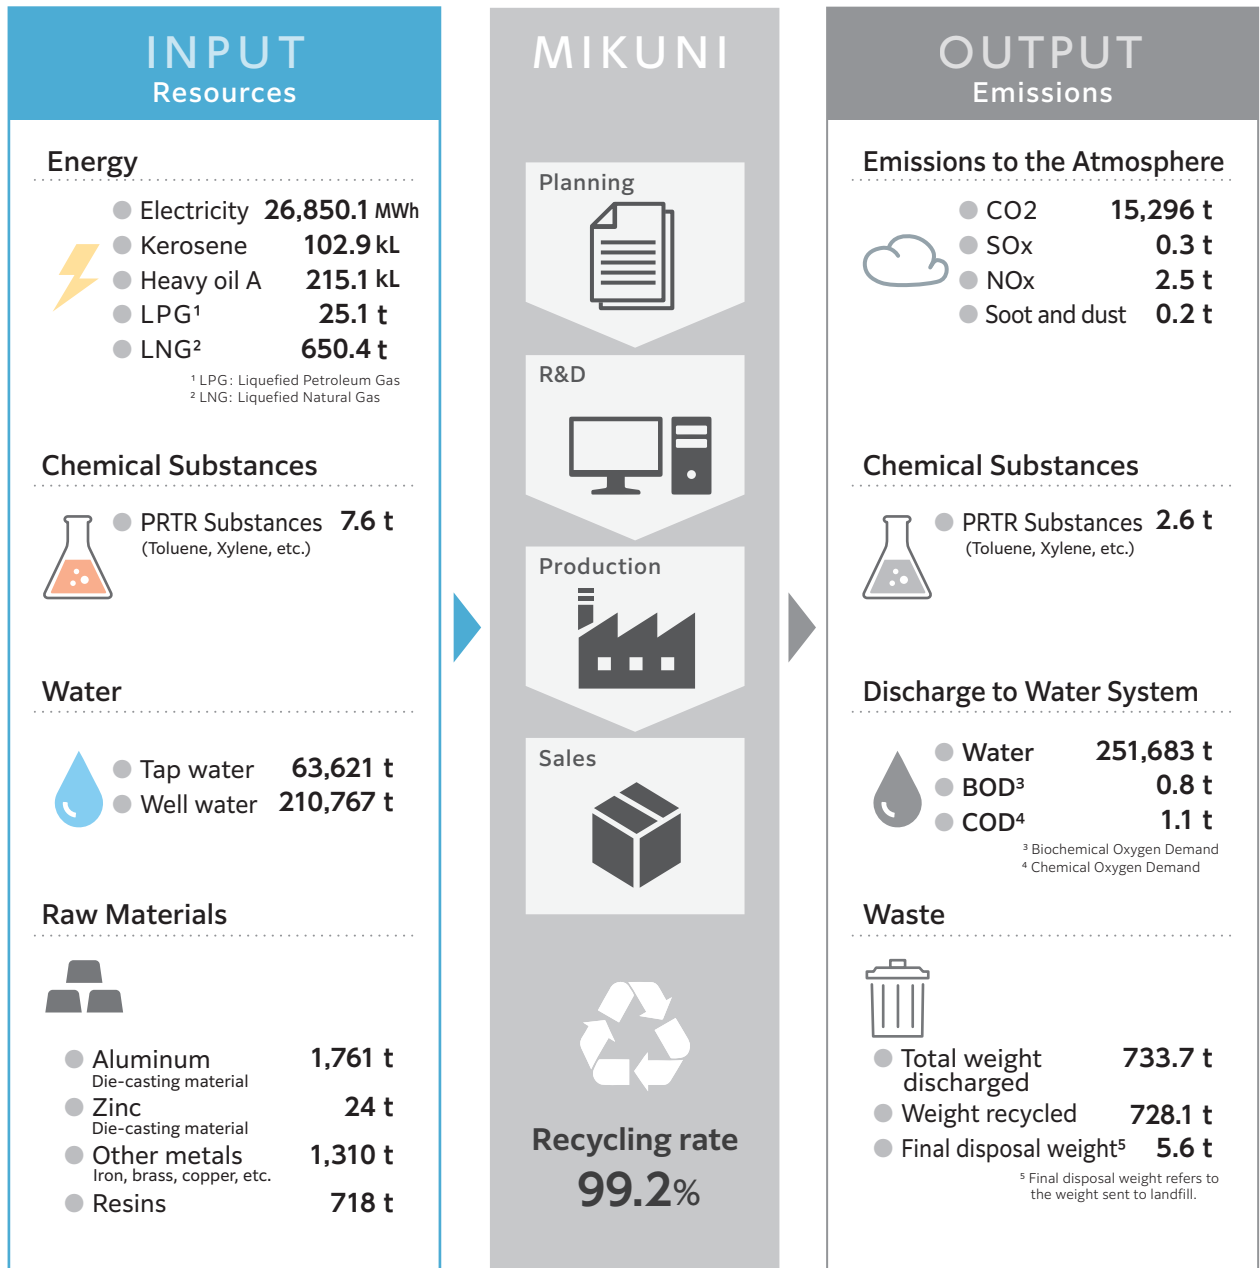 INPUT
Resources
Energy
Electricity 26,850.1 MWh
Kerosene 102.9 kL
Heavy oil A 215.1 kL
LPG¹ 25.1 t
LNG² 650.4 t
¹ LPG: Liquefied Petroleum Gas
² LNG: Liquefied Natural Gas
Chemical Substances
PRTR Substances 7.6 t
(Toluene, Xylene, etc.)
Water
Tap water 63,621 t
Well water 210,767 t
Raw Materials
Aluminum 1,761 t
Die-casting material
Zinc 24 t
Die-casting material
Other metals 1,310 t
Iron, brass, copper, etc.
Resins 718 t
MIKUNI
Planning
R&D
Production
Sales
Recycling rate
99.2%
OUTPUT
Emissions
Emissions to the Atmosphere
CO2 15,296 t
SOx 0.3 t
NOx 2.5 t
Soot and dust 0.2 t
Chemical Substances
PRTR Substances 2.6 t
(Toluene, Xylene, etc.)
Discharge to Water System
Water 251,683 t
BOD³ 0.8 t
COD⁴ 1.1 t
³ Biochemical Oxygen Demand
⁴ Chemical Oxygen Demand
Waste
Total weight 733.7 t
discharged
Weight recycled 728.1 t
Final disposal weight⁵ 5.6 t
⁵ Final disposal weight refers to
the weight sent to landfill.